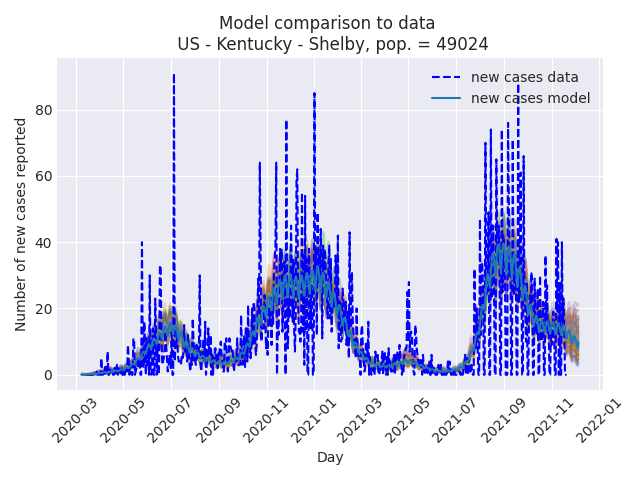 Model comparison to data
US - Kentucky - Shelby, pop. = 49024
new cases data
new cases model
Number of new cases reported
80
60
40
20
0
2020-03
2020-05
2020-07
2020-09
2020-11
2021-01
2021-03
2021-05
2021-07
2021-09
2021-11
2022-01
Day